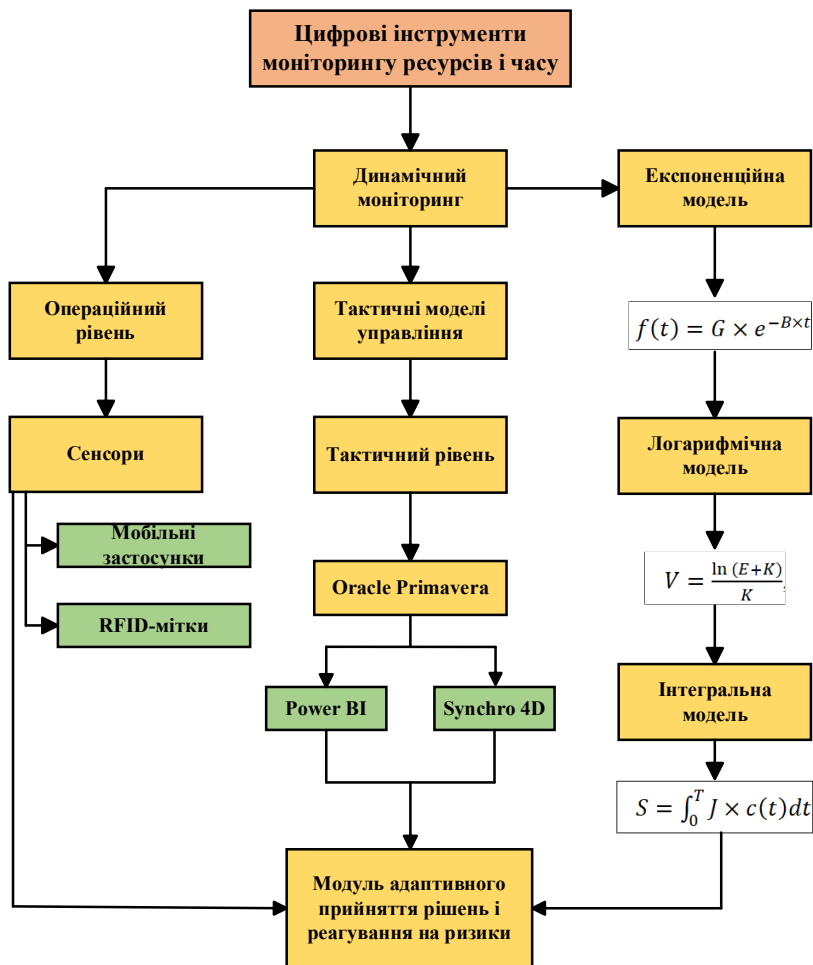 Цифрові інструменти
моніторингу ресурсів і часу
Динамічний
моніторинг
Експоненційна
модель
Операційний
рівень
Тактичні моделі
управління
f(t) = G × e^{-B×t}
Сенсори
Тактичний рівень
Логарифмічна
модель
Мобільні
застосунки
RFID-мітки
Oracle Primavera
V = \frac{ln (E+K)}{K},
Power BI
Synchro 4D
Інтегральна
модель
S = ∫_0^T J × c(t)dt
Модуль адаптивного
прийняття рішень і
реагування на ризики